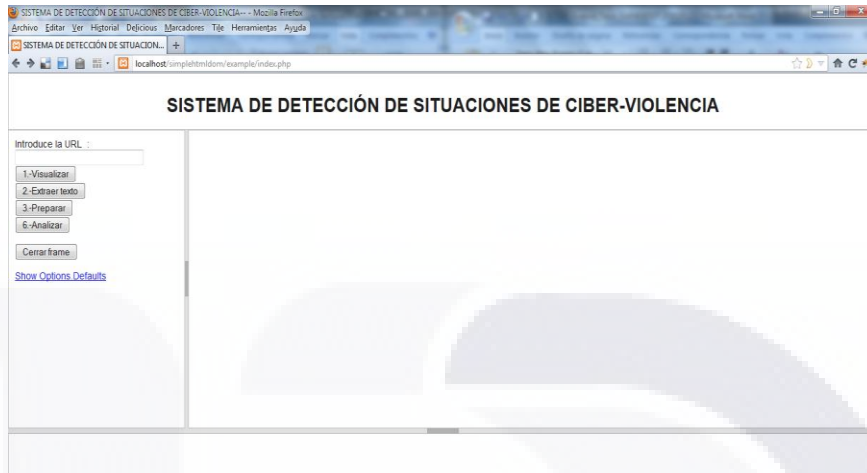 SISTEMA DE DETECCIÓN DE SITUACIONES DE CIBER-VIOLENCIA-- - Mozilla Firefox
Archivo Editar Ver Historial Delicious Marcadores Tile Herramientas Ayuda
SISTEMA DE DETECCIÓN DE SITUACION... +
localhost/simplehtmldom/example/index.php
SISTEMA DE DETECCIÓN DE SITUACIONES DE CIBER-VIOLENCIA
Introduce la URL :
1.-Visualizar
2.-Extraer texto
3.-Preparar
6.-Analizar
Cerrar frame
Show Options Defaults